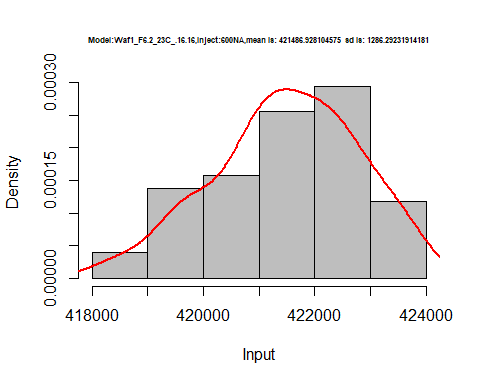 Model:Waf1_F6.2_23C_.16.16,inject:600NA,mean is: 421486.928104575 sd is: 1286.29231914181
Density
0.00000 0.00015 0.00030
418000 420000 422000 424000
Input